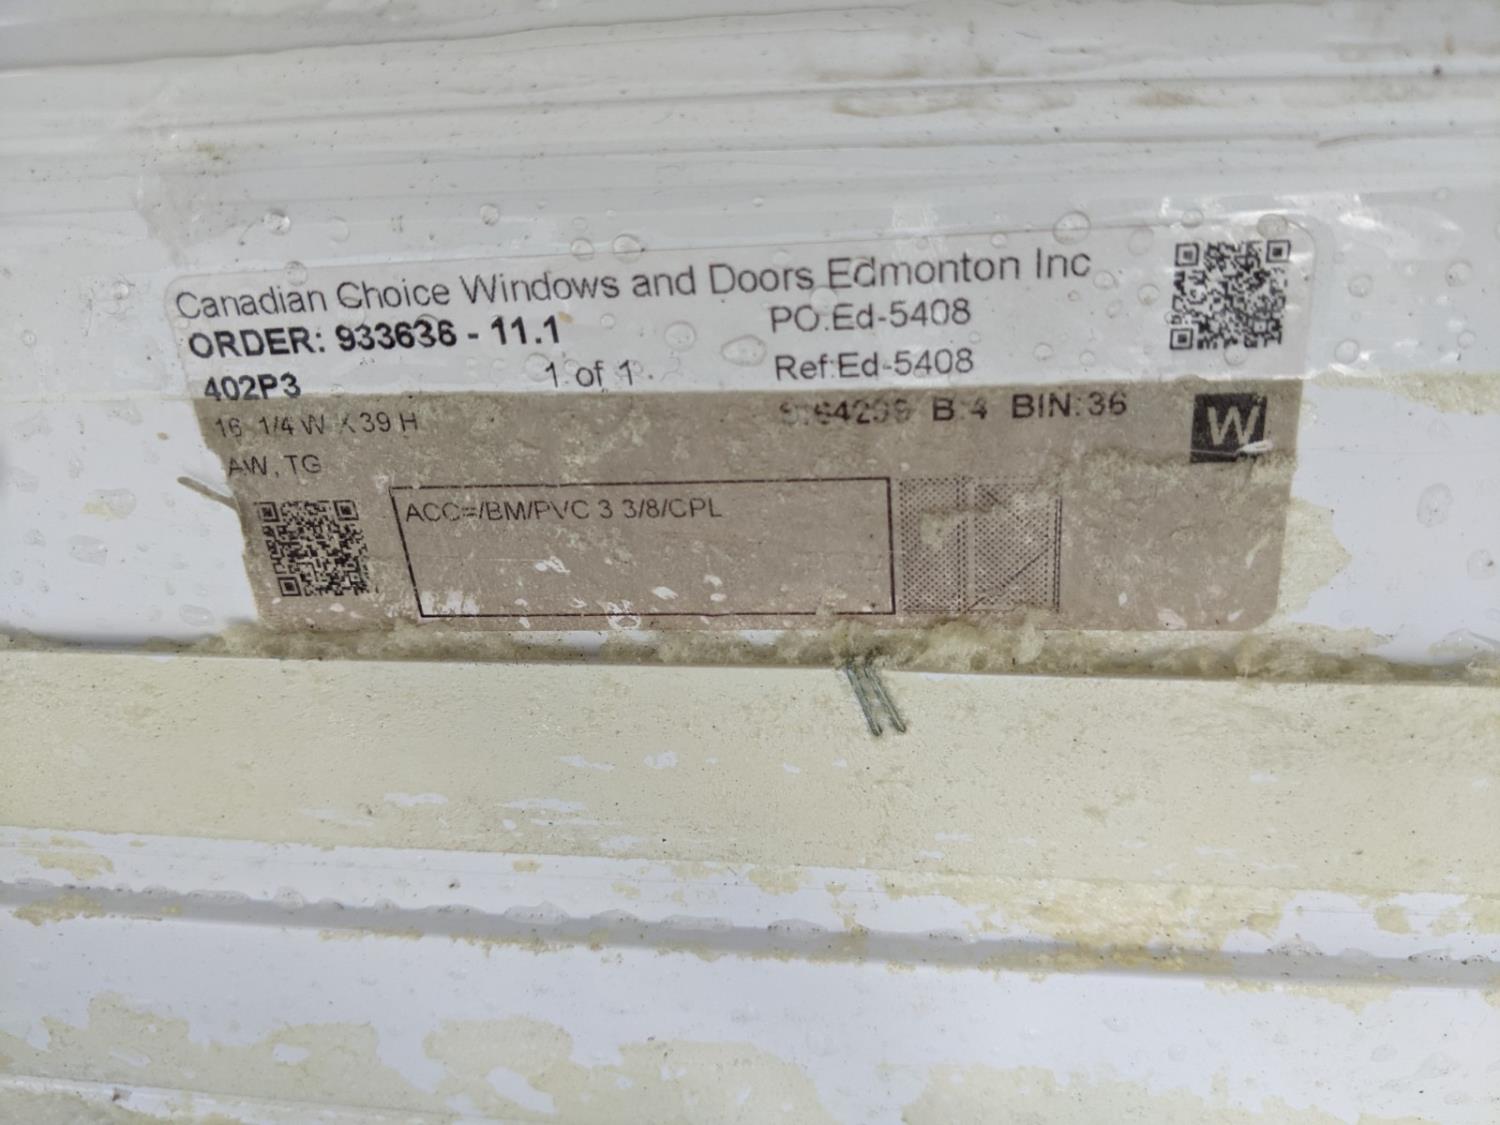 Canadian Choice Windows and Doors Edmonton Inc
ORDER: 933636 - 11.1
PO:Ed-5408
402P3
1 of 1
Ref:Ed-5408
16 1/4 W X 39 H
B:4 BIN:36
W
AW, TG
ACC=/BM/PVC 3 3/8/CPL